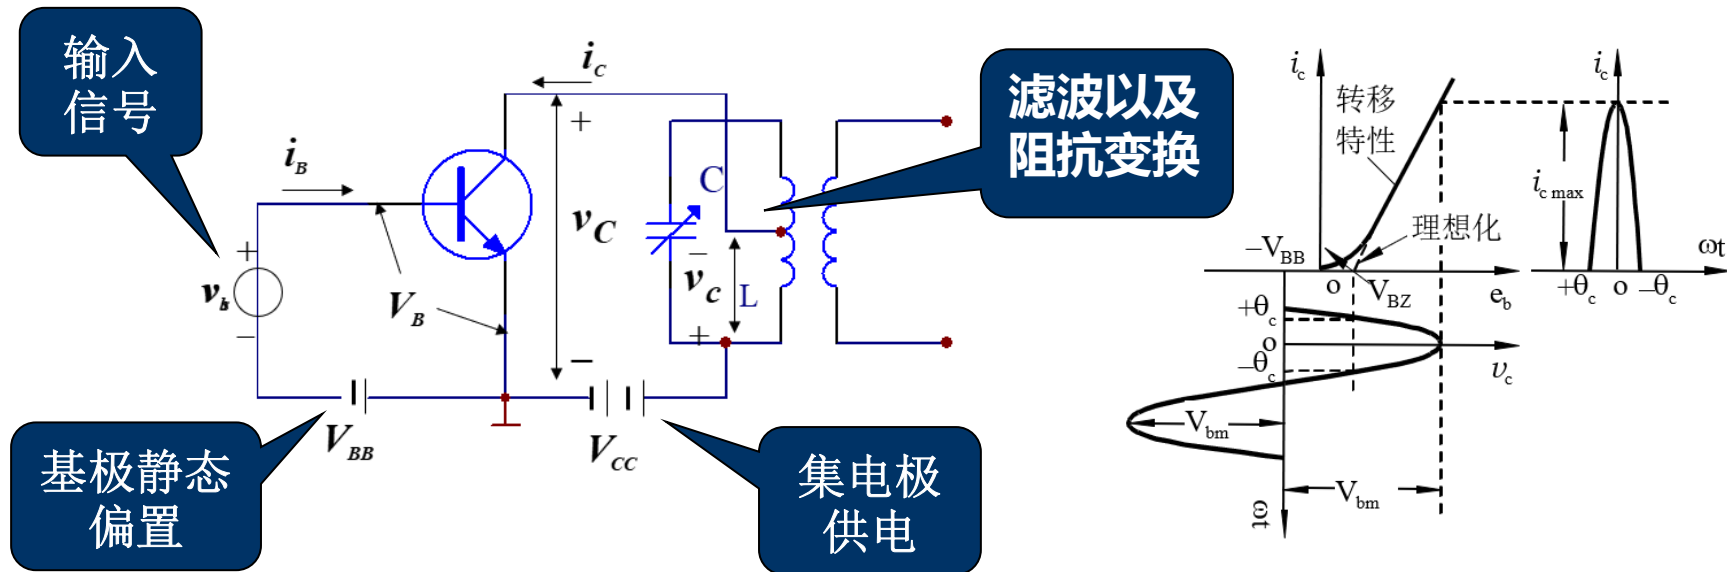 输入
信号
i_B
+
v_b
−
V_B
V_BB
基极静态
偏置
i_C
+
v_C
−
V_CC
集电极
供电
C
−
v_C
L
+
滤波以及
阻抗变换
i_c
转移
特性
理想化
−V_BB
o
V_BZ
e_b
i_c max
i_c
ωt
+θ_c
o
−θ_c
+θ_c
o
−θ_c
v_c
V_bm
V_bm
ωt